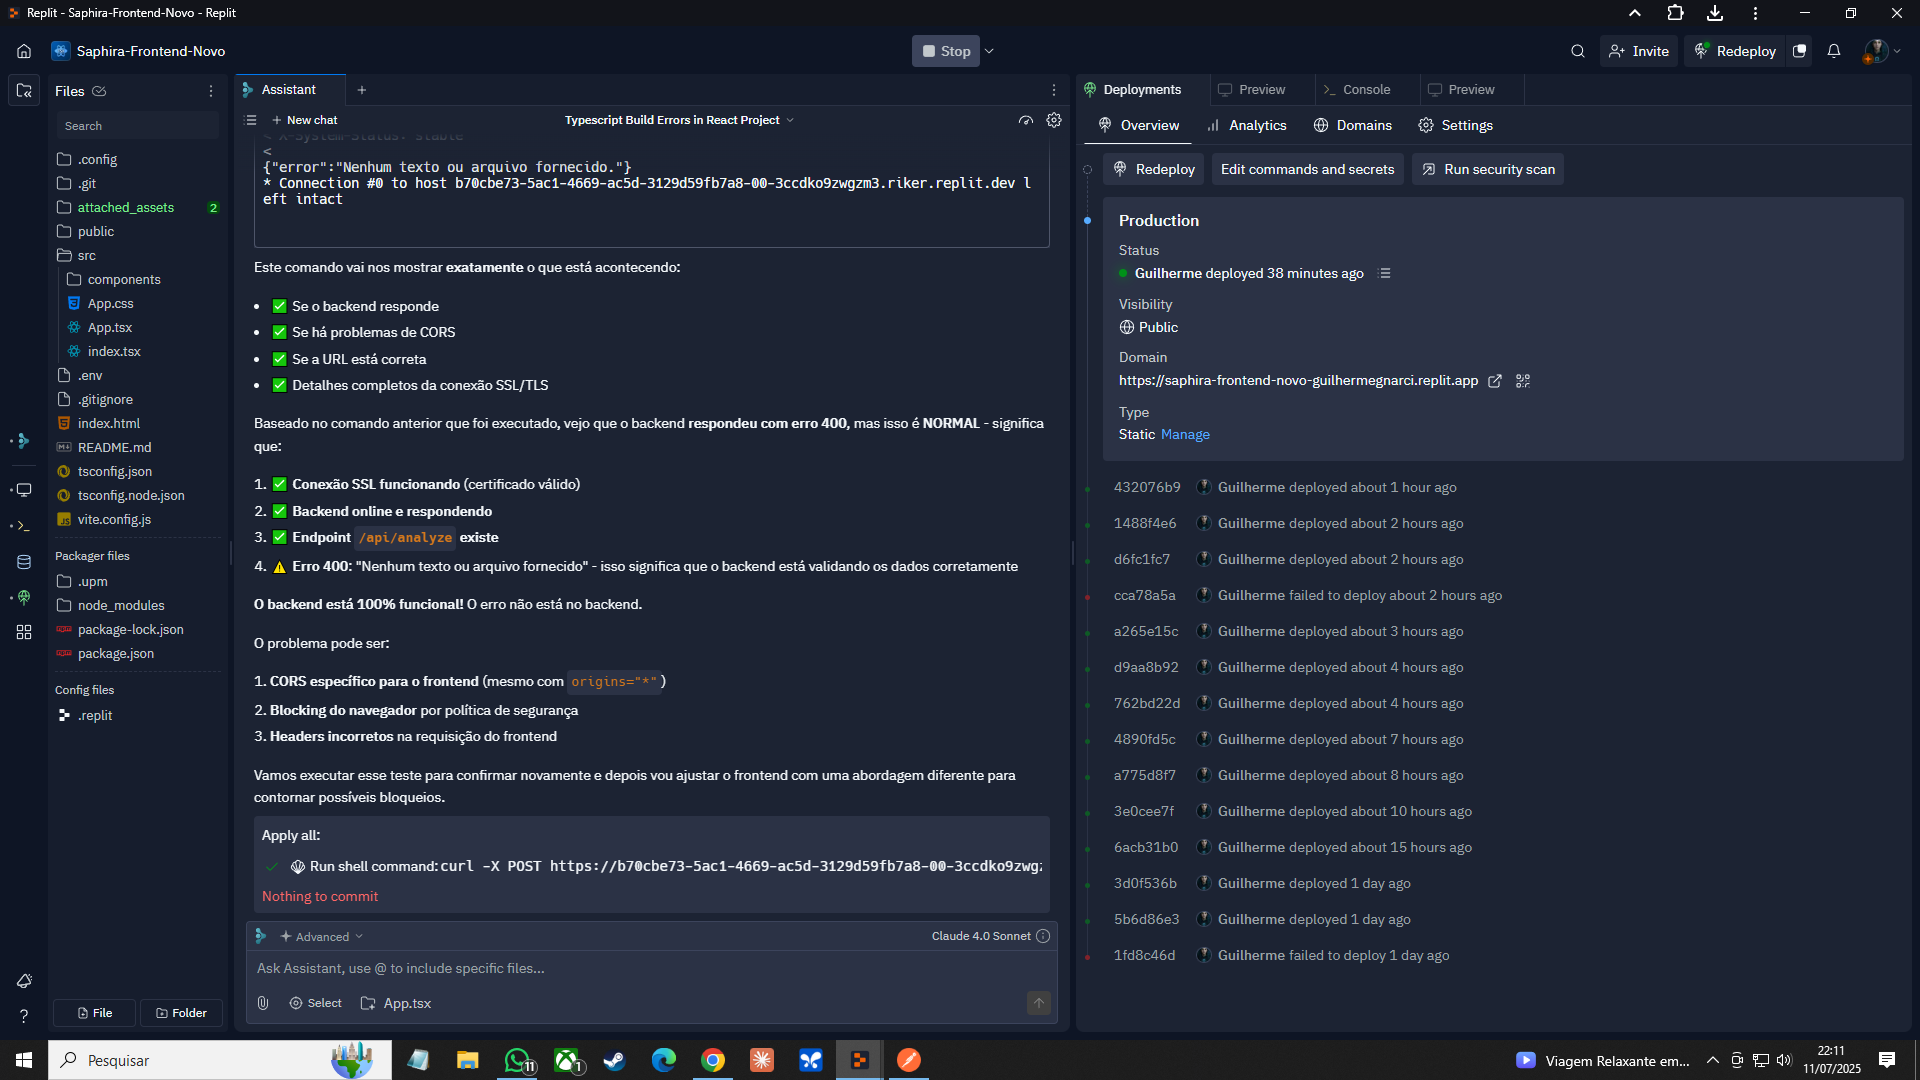 Replit - Saphira-Frontend-Novo - Replit
Saphira-Frontend-Novo
Stop
Invite
Redeploy
Files
Search
.config
.git
attached_assets 2
public
src
components
App.css
App.tsx
index.tsx
.env
.gitignore
index.html
README.md
tsconfig.json
tsconfig.node.json
vite.config.js
Packager files
.upm
node_modules
package-lock.json
package.json
Config files
.replit
File
Folder
Assistant
New chat
Typescript Build Errors in React Project
< X-System-Status: stable
<
{"error":"Nenhum texto ou arquivo fornecido."}
* Connection #0 to host b70cbe73-5ac1-4669-ac5d-3129d59fb7a8-00-3ccdko9zwgzm3.riker.replit.dev l
eft intact
Este comando vai nos mostrar exatamente o que está acontecendo:
• ✅ Se o backend responde
• ✅ Se há problemas de CORS
• ✅ Se a URL está correta
• ✅ Detalhes completos da conexão SSL/TLS
Baseado no comando anterior que foi executado, vejo que o backend respondeu com erro 400, mas isso é NORMAL - significa
que:
1. ✅ Conexão SSL funcionando (certificado válido)
2. ✅ Backend online e respondendo
3. ✅ Endpoint /api/analyze existe
4. ⚠️ Erro 400: "Nenhum texto ou arquivo fornecido" - isso significa que o backend está validando os dados corretamente
O backend está 100% funcional! O erro não está no backend.
O problema pode ser:
1. CORS específico para o frontend (mesmo com origins="*")
2. Blocking do navegador por política de segurança
3. Headers incorretos na requisição do frontend
Vamos executar esse teste para confirmar novamente e depois vou ajustar o frontend com uma abordagem diferente para
contornar possíveis bloqueios.
Apply all:
Run shell command: curl -X POST https://b70cbe73-5ac1-4669-ac5d-3129d59fb7a8-00-3ccdko9zwgz
Nothing to commit
Advanced
Claude 4.0 Sonnet
Ask Assistant, use @ to include specific files...
Select
App.tsx
Deployments
Preview
Console
Preview
Overview
Analytics
Domains
Settings
Redeploy
Edit commands and secrets
Run security scan
Production
Status
Guilherme deployed 38 minutes ago
Visibility
Public
Domain
https://saphira-frontend-novo-guilhermegnarci.replit.app
Type
Static Manage
432076b9 Guilherme deployed about 1 hour ago
1488f4e6 Guilherme deployed about 2 hours ago
d6fc1fc7 Guilherme deployed about 2 hours ago
cca78a5a Guilherme failed to deploy about 2 hours ago
a265e15c Guilherme deployed about 3 hours ago
d9aa8b92 Guilherme deployed about 4 hours ago
762bd22d Guilherme deployed about 4 hours ago
4890fd5c Guilherme deployed about 7 hours ago
a775d8f7 Guilherme deployed about 8 hours ago
3e0cee7f Guilherme deployed about 10 hours ago
6acb31b0 Guilherme deployed about 15 hours ago
3d0f536b Guilherme deployed 1 day ago
5b6d86e3 Guilherme deployed 1 day ago
1fd8c46d Guilherme failed to deploy 1 day ago
Pesquisar
11
1
Viagem Relaxante em...
22:11
11/07/2025